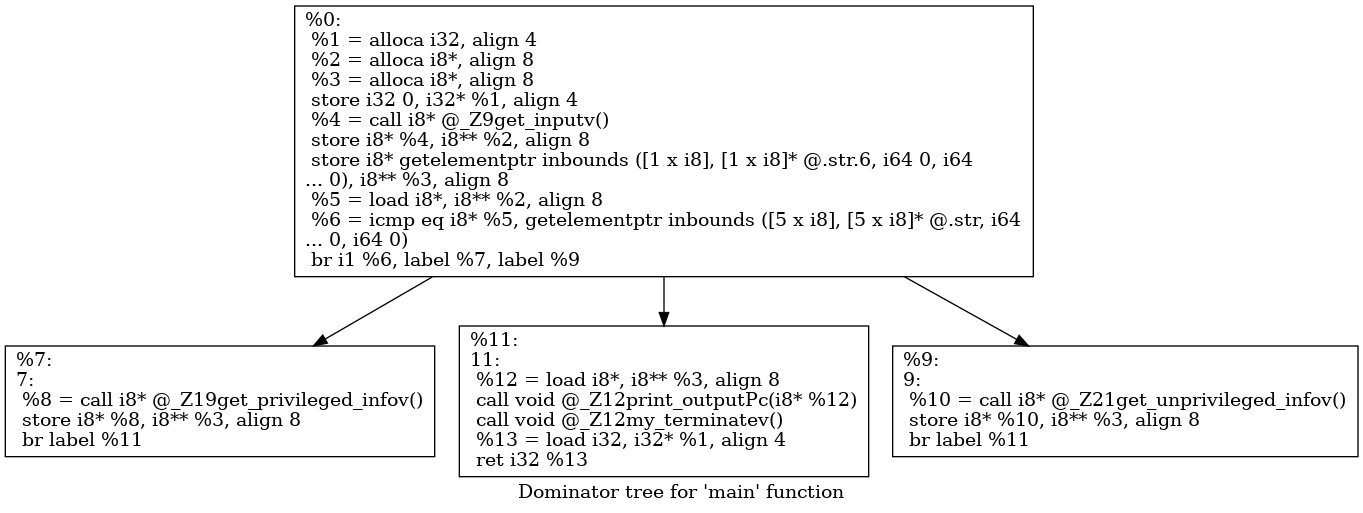 %0:
%1 = alloca i32, align 4
%2 = alloca i8*, align 8
%3 = alloca i8*, align 8
store i32 0, i32* %1, align 4
%4 = call i8* @_Z9get_inputv()
store i8* %4, i8** %2, align 8
store i8* getelementptr inbounds ([1 x i8], [1 x i8]* @.str.6, i64 0, i64
... 0), i8** %3, align 8
%5 = load i8*, i8** %2, align 8
%6 = icmp eq i8* %5, getelementptr inbounds ([5 x i8], [5 x i8]* @.str, i64
... 0, i64 0)
br i1 %6, label %7, label %9
%7:
7:
%8 = call i8* @_Z19get_privileged_infov()
store i8* %8, i8** %3, align 8
br label %11
%11:
11:
%12 = load i8*, i8** %3, align 8
call void @_Z12print_outputPc(i8* %12)
call void @_Z12my_terminatev()
%13 = load i32, i32* %1, align 4
ret i32 %13
%9:
9:
%10 = call i8* @_Z21get_unprivileged_infov()
store i8* %10, i8** %3, align 8
br label %11
Dominator tree for 'main' function